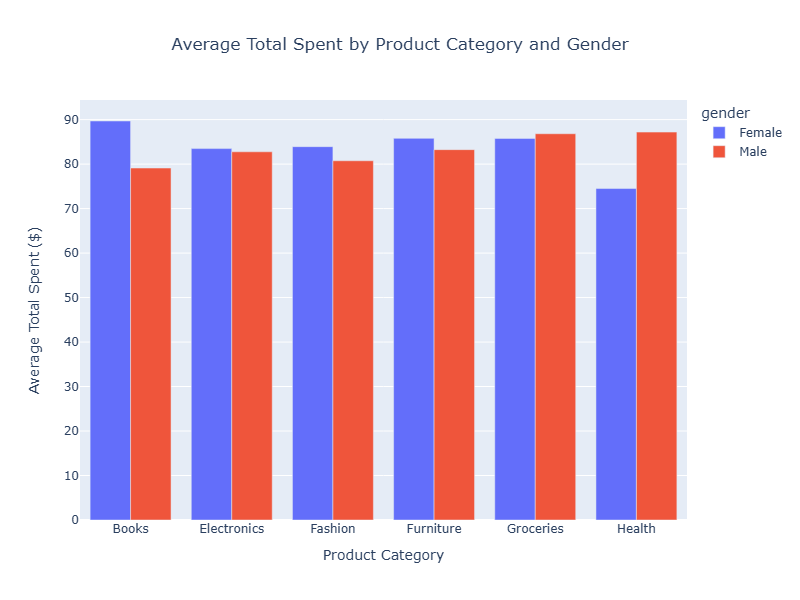 Average Total Spent by Product Category and Gender
gender
Female
Male
Average Total Spent ($)
90
80
70
60
50
40
30
20
10
0
Books
Electronics
Fashion
Furniture
Groceries
Health
Product Category